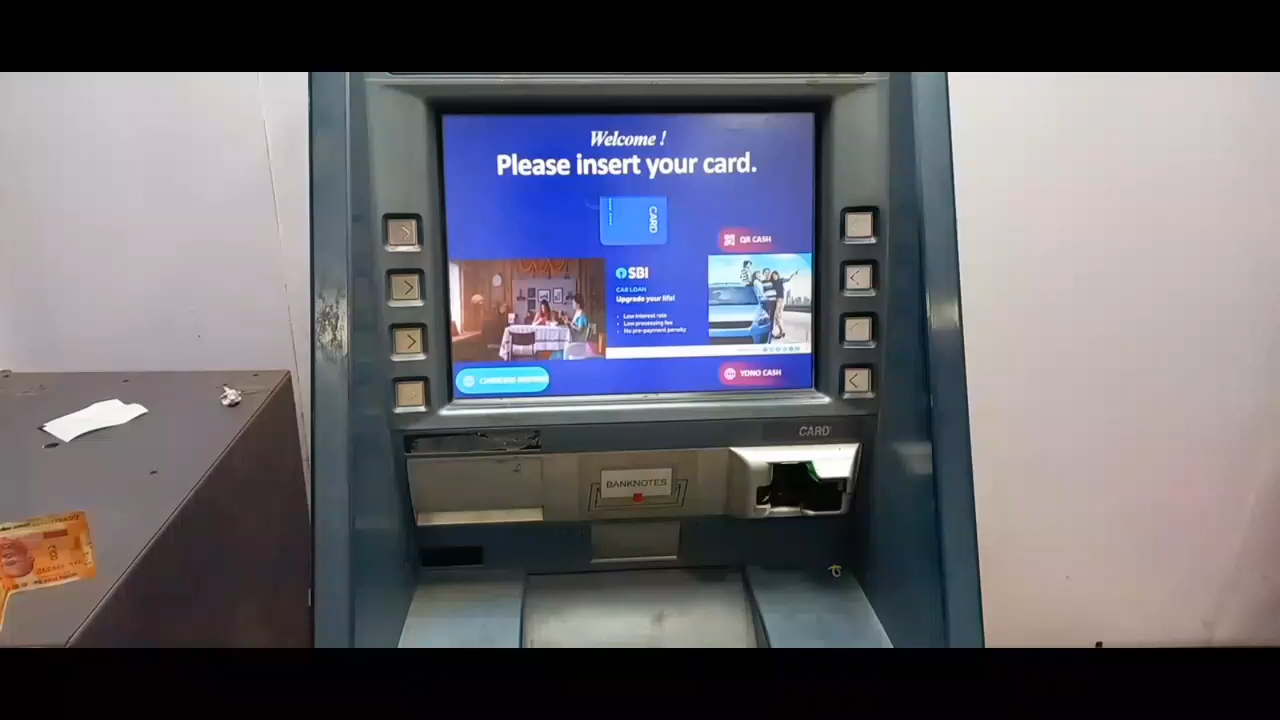 Welcome !
Please insert your card.
CARD
QR CASH
SBI
CAR LOAN
Upgrade your life!
• Low interest rate
• Low processing fee
• No pre-payment penalty
YONO CASH
CARD
BANKNOTES